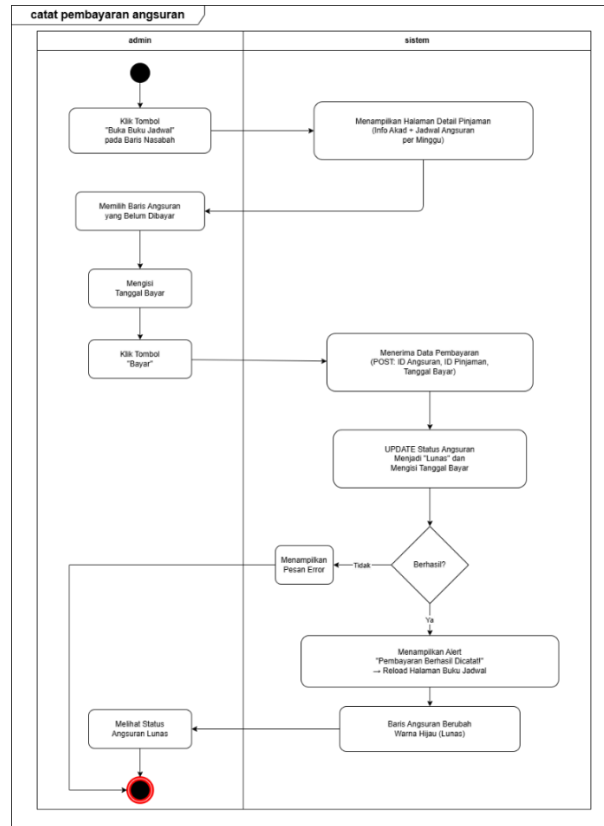 catat pembayaran angsuran
admin
sistem
Klik Tombol
"Buka Buku Jadwal"
pada Baris Nasabah
Menampilkan Halaman Detail Pinjaman
(Info Akad + Jadwal Angsuran
per Minggu)
Memilih Baris Angsuran
yang Belum Dibayar
Mengisi
Tanggal Bayar
Klik Tombol
"Bayar"
Menerima Data Pembayaran
(POST: ID Angsuran, ID Pinjaman,
Tanggal Bayar)
UPDATE Status Angsuran
Menjadi "Lunas" dan
Mengisi Tanggal Bayar
Berhasil?
Tidak
Menampilkan
Pesan Error
Ya
Menampilkan Alert
"Pembayaran Berhasil Dicatat!"
→ Reload Halaman Buku Jadwal
Baris Angsuran Berubah
Warna Hijau (Lunas)
Melihat Status
Angsuran Lunas